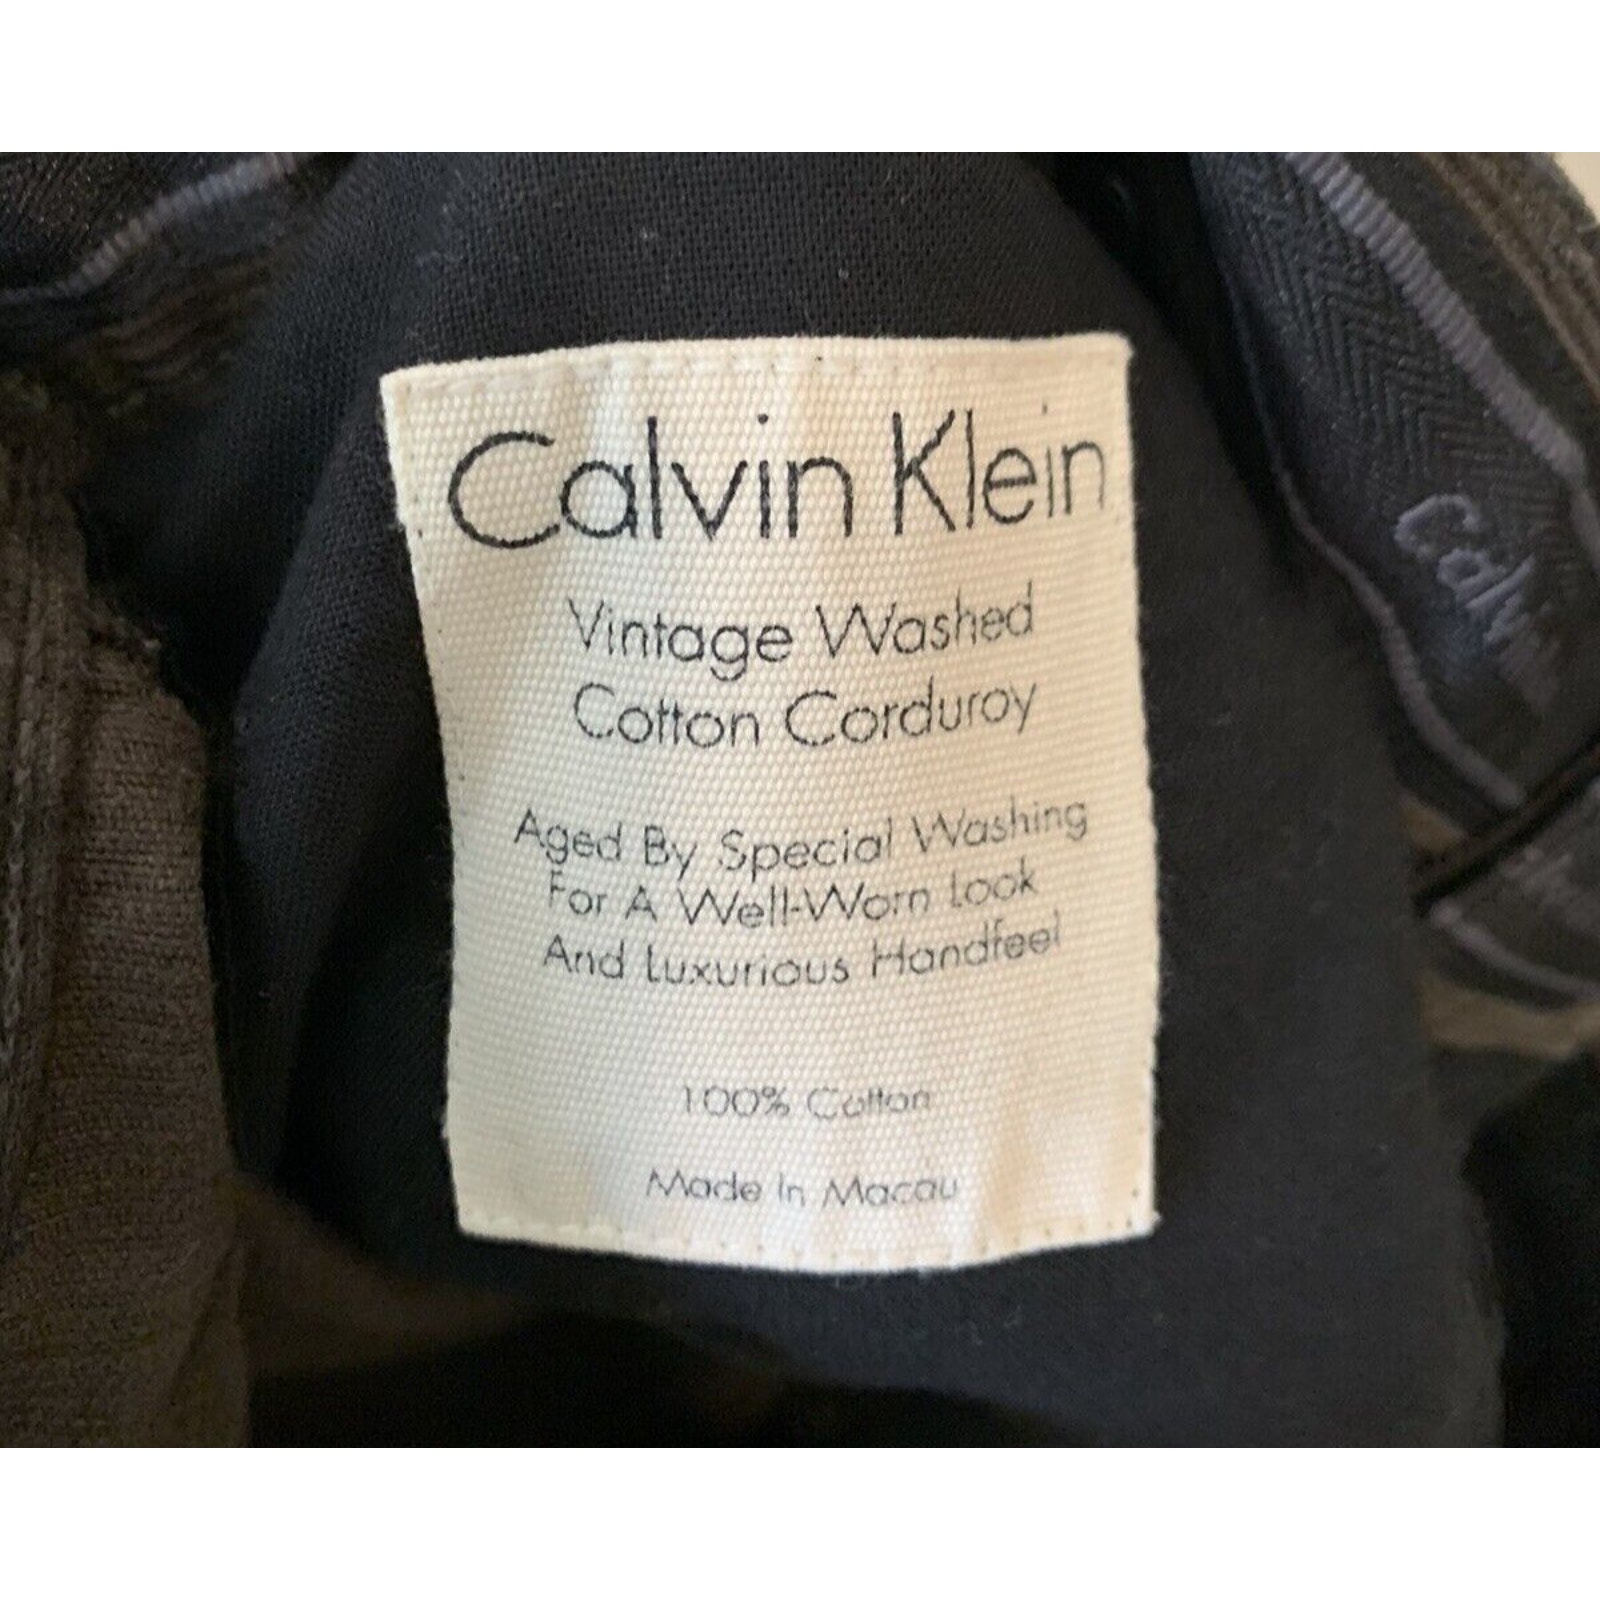 Calvin Klein
Vintage Washed
Cotton Corduroy
Aged By Special Washing
For A Well-Worn Look
And Luxurious Handfeel
100% Cotton
Made In Macau